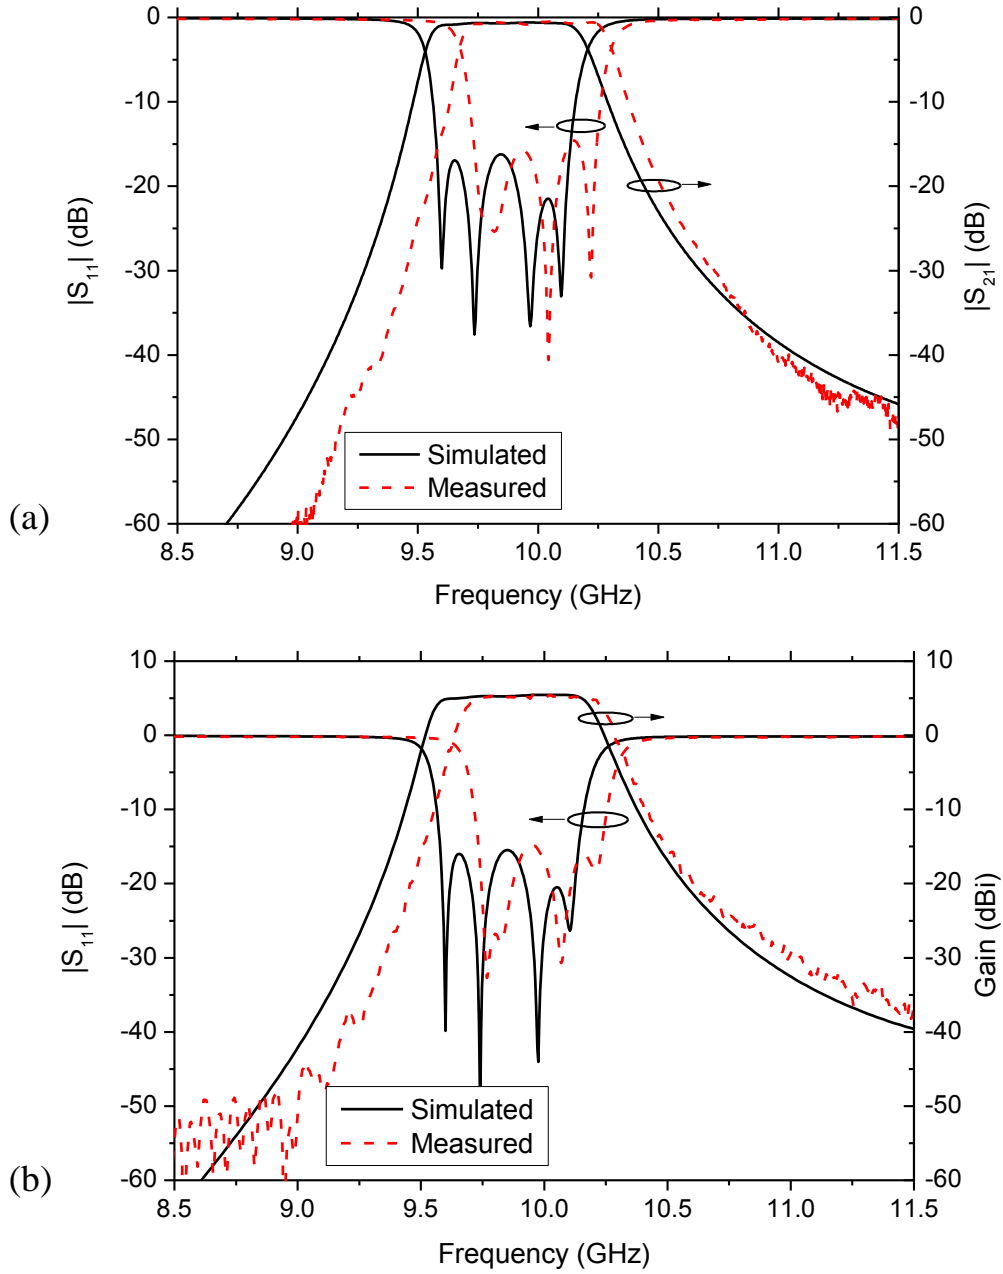 0 0
-10 -10
-20 -20
-30 -30
-40 -40
-50 -50
-60 -60
|S11| (dB)
|S21| (dB)
Simulated
Measured
(a)
8.5 9.0 9.5 10.0 10.5 11.0 11.5
Frequency (GHz)
10 10
0 0
-10 -10
-20 -20
-30 -30
-40 -40
-50 -50
-60 -60
|S11| (dB)
Gain (dBi)
Simulated
Measured
(b)
8.5 9.0 9.5 10.0 10.5 11.0 11.5
Frequency (GHz)